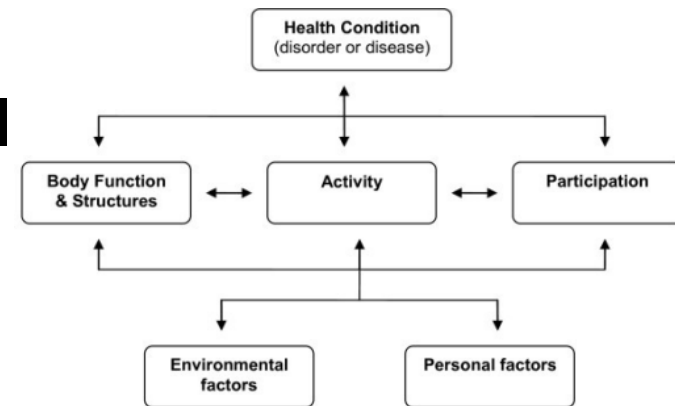 Health Condition
(disorder or disease)
Body Function
& Structures
Activity
Participation
Environmental
factors
Personal factors